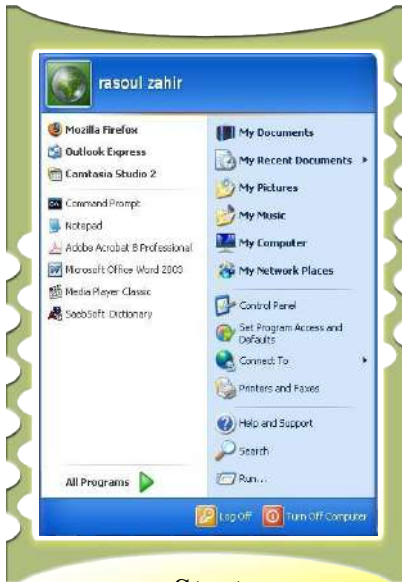 rasoul zahir
Mozilla Firefox
Outlook Express
Camtasia Studio 2
Command Prompt
Notepad
Adobe Acrobat 8 Professional
Microsoft Office Word 2003
Media Player Classic
SaebSoft Dictionary
All Programs
My Documents
My Recent Documents
My Pictures
My Music
My Computer
My Network Places
Control Panel
Set Program Access and
Defaults
Connect To
Printers and Faxes
Help and Support
Search
Run...
Log Off
Turn Off Computer